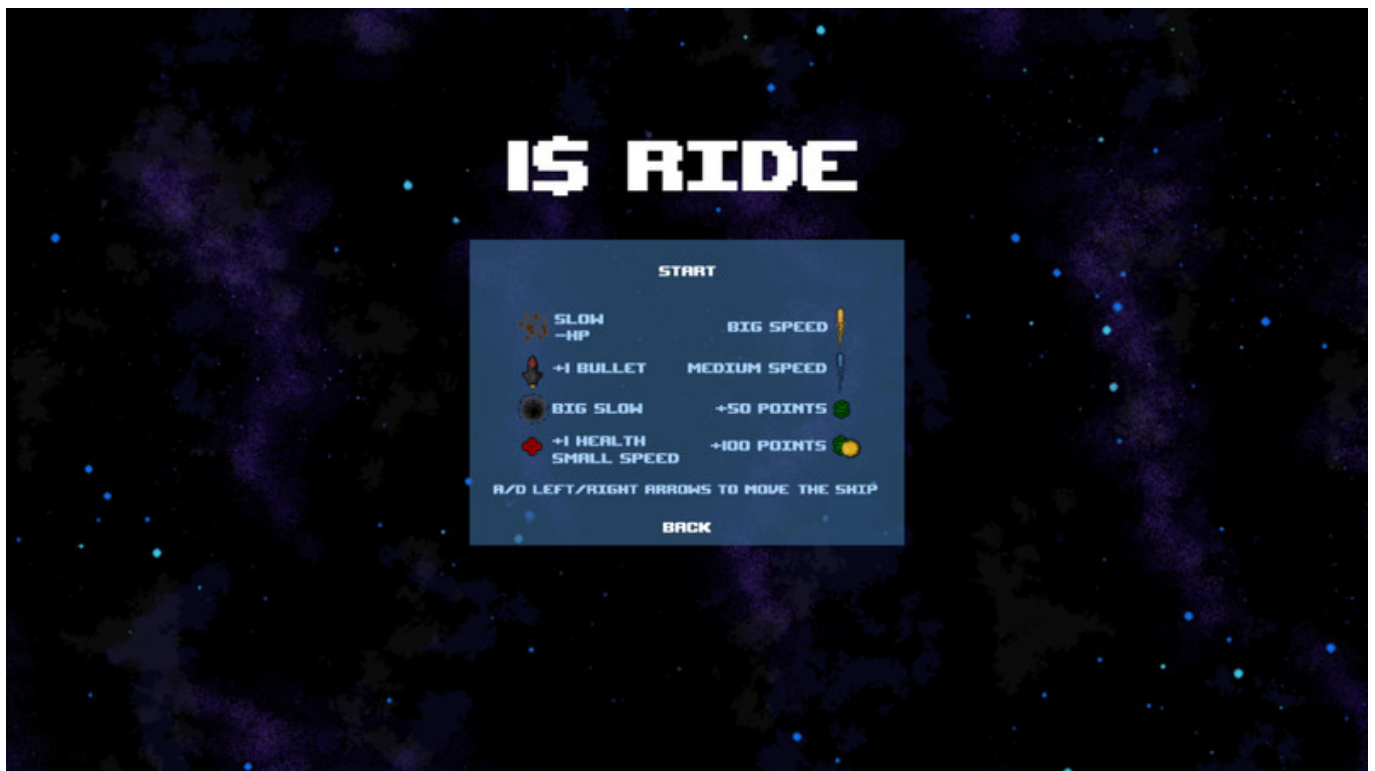 1$ RIDE
START
SLOW
-HP
BIG SPEED
+1 BULLET
MEDIUM SPEED
BIG SLOW
+50 POINTS
+1 HEALTH
SMALL SPEED
+100 POINTS
A/D LEFT/RIGHT ARROWS TO MOVE THE SHIP
BACK